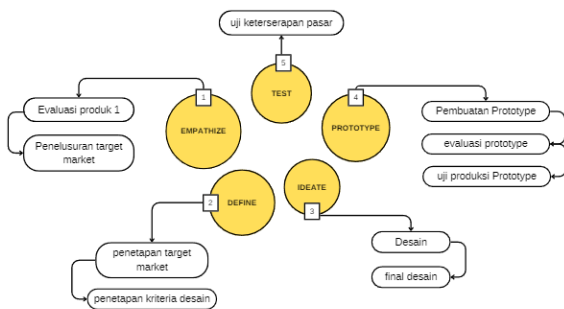 1
EMPATHIZE
Evaluasi produk 1
Penelusuran target
market
2
DEFINE
penetapan target
market
penetapan kriteria desain
3
IDEATE
Desain
final desain
4
PROTOTYPE
Pembuatan Prototype
evaluasi prototype
uji produksi Prototype
5
TEST
uji keterserapan pasar